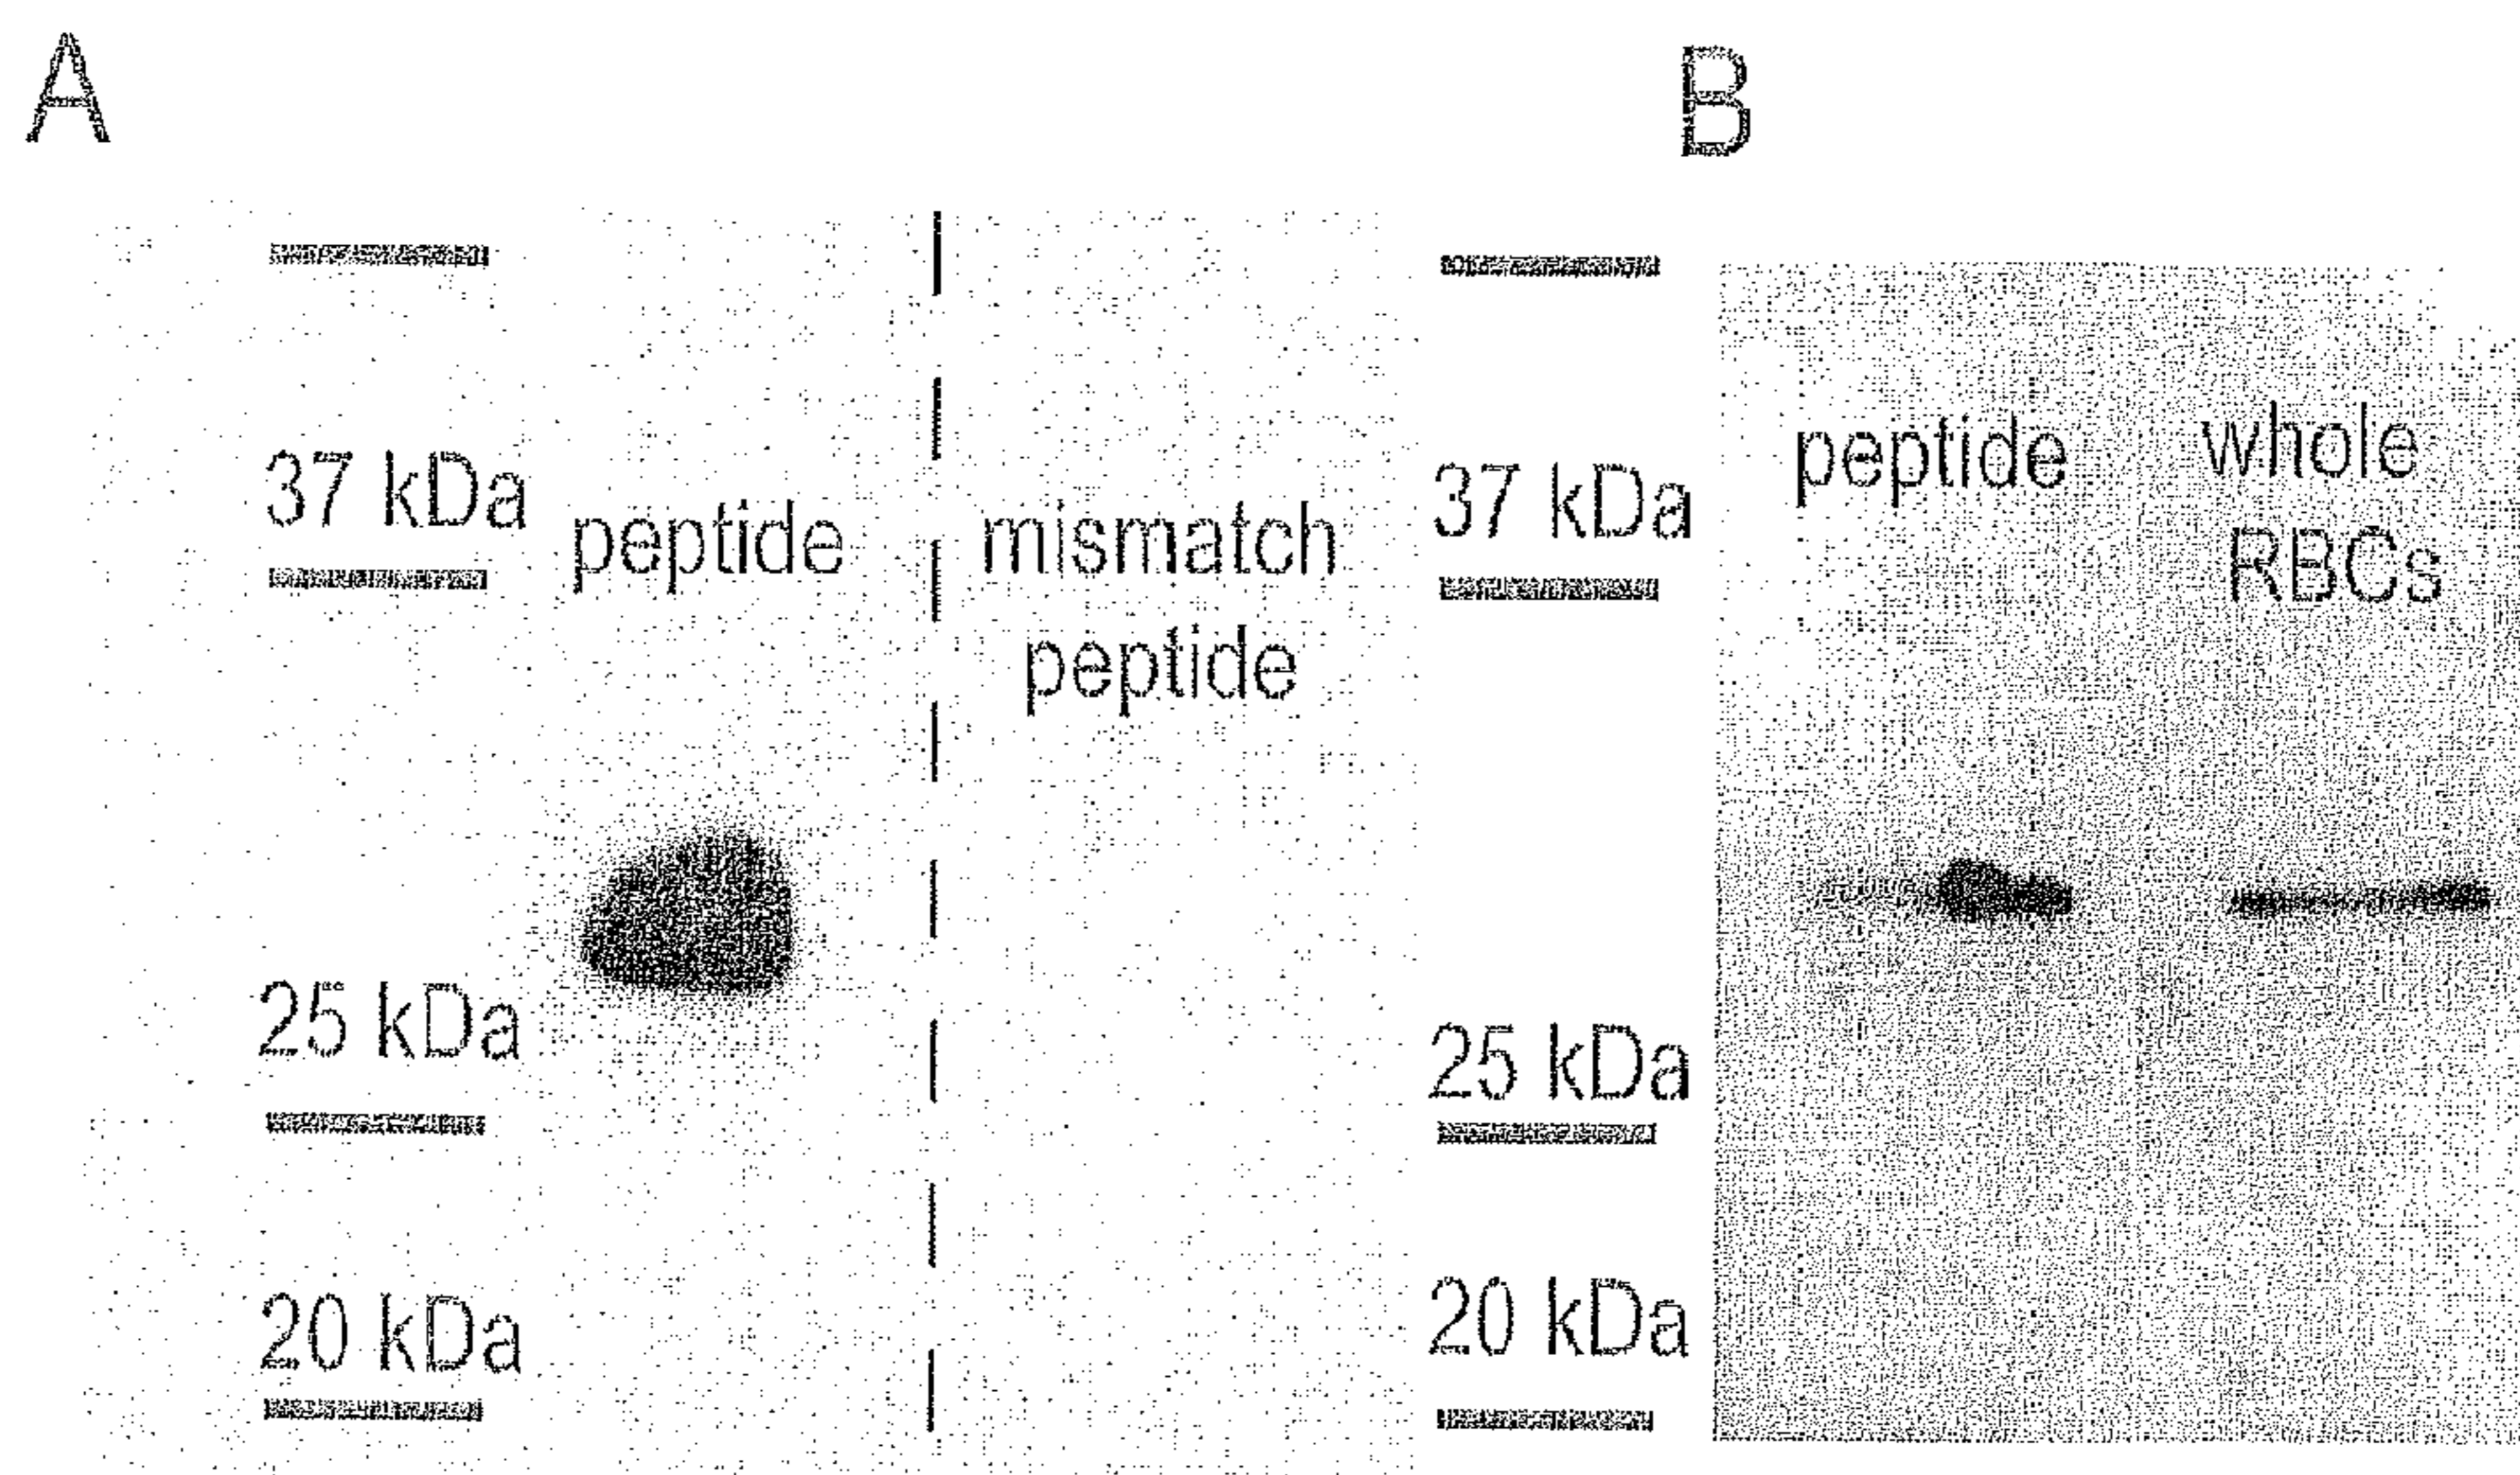 A
37 kDa
peptide
mismatch
peptide
25 kDa
20 kDa
B
37 kDa
peptide
whole
RBCs
25 kDa
20 kDa